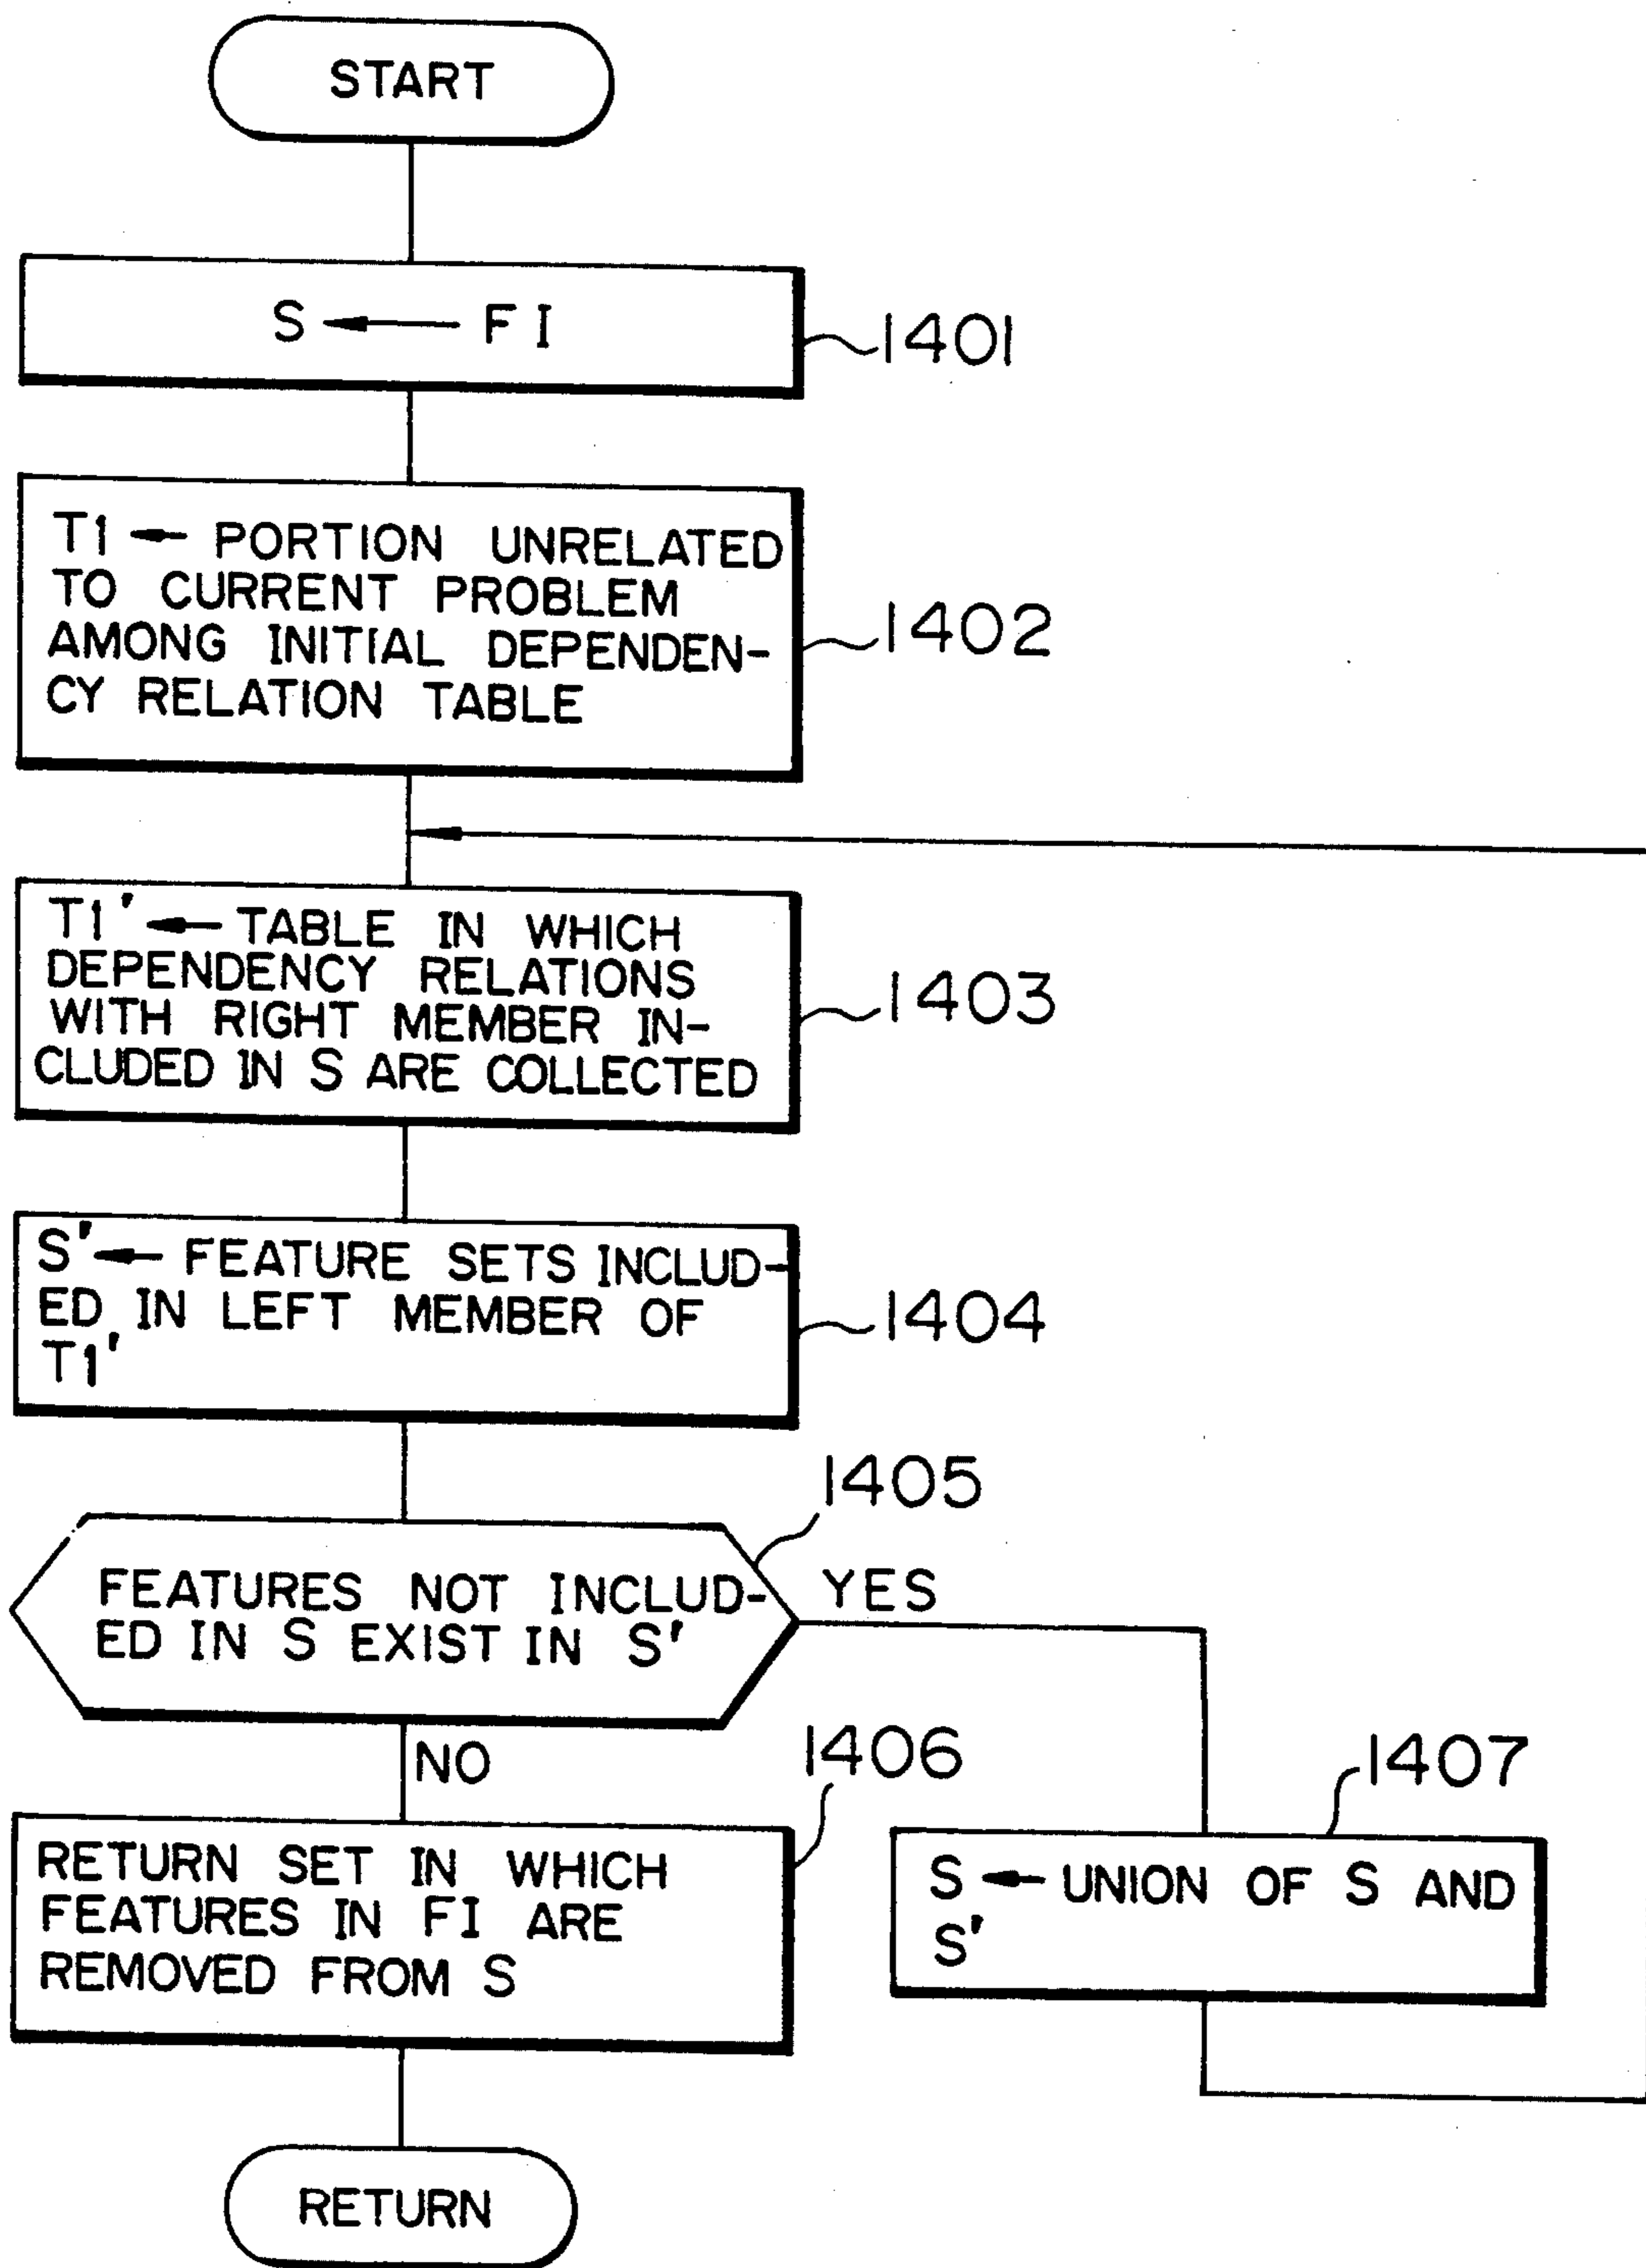 START
S ← FI
1401
T1 ← PORTION UNRELATED
TO CURRENT PROBLEM
AMONG INITIAL DEPENDEN-
CY RELATION TABLE
1402
T1' ← TABLE IN WHICH
DEPENDENCY RELATIONS
WITH RIGHT MEMBER IN-
CLUDED IN S ARE COLLECTED
1403
S' ← FEATURE SETS INCLUD-
ED IN LEFT MEMBER OF
T1'
1404
1405
FEATURES NOT INCLUD-
ED IN S EXIST IN S'
YES
NO
1406
RETURN SET IN WHICH
FEATURES IN FI ARE
REMOVED FROM S
1407
S ← UNION OF S AND
S'
RETURN